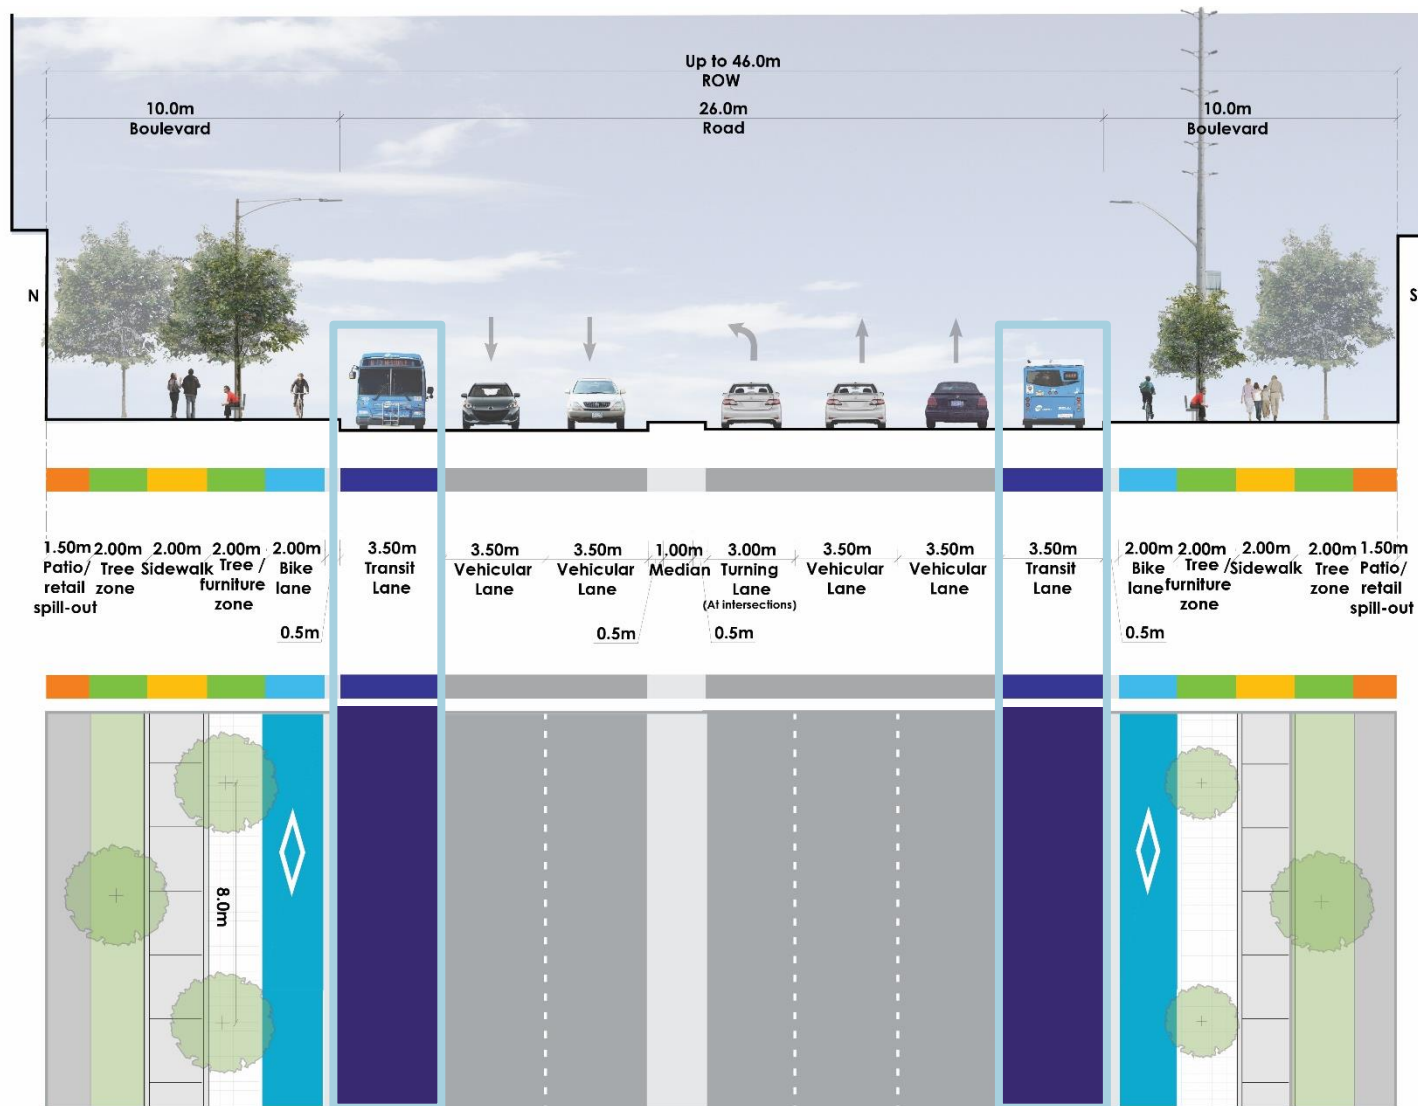 Up to 46.0m
ROW
10.0m
Boulevard
26.0m
Road
10.0m
Boulevard
N
S
1.50m
Patio/
retail
spill-out
2.00m
Tree
zone
2.00m
Sidewalk
2.00m
Tree /
furniture
zone
2.00m
Bike
lane
3.50m
Transit
Lane
3.50m
Vehicular
Lane
3.50m
Vehicular
Lane
1.00m
Median
3.00m
Turning
Lane
(At intersections)
3.50m
Vehicular
Lane
3.50m
Vehicular
Lane
3.50m
Transit
Lane
2.00m
Bike
lane
2.00m
Tree /
furniture
zone
2.00m
Sidewalk
2.00m
Tree
zone
1.50m
Patio/
retail
spill-out
0.5m
0.5m
0.5m
0.5m
8.0m